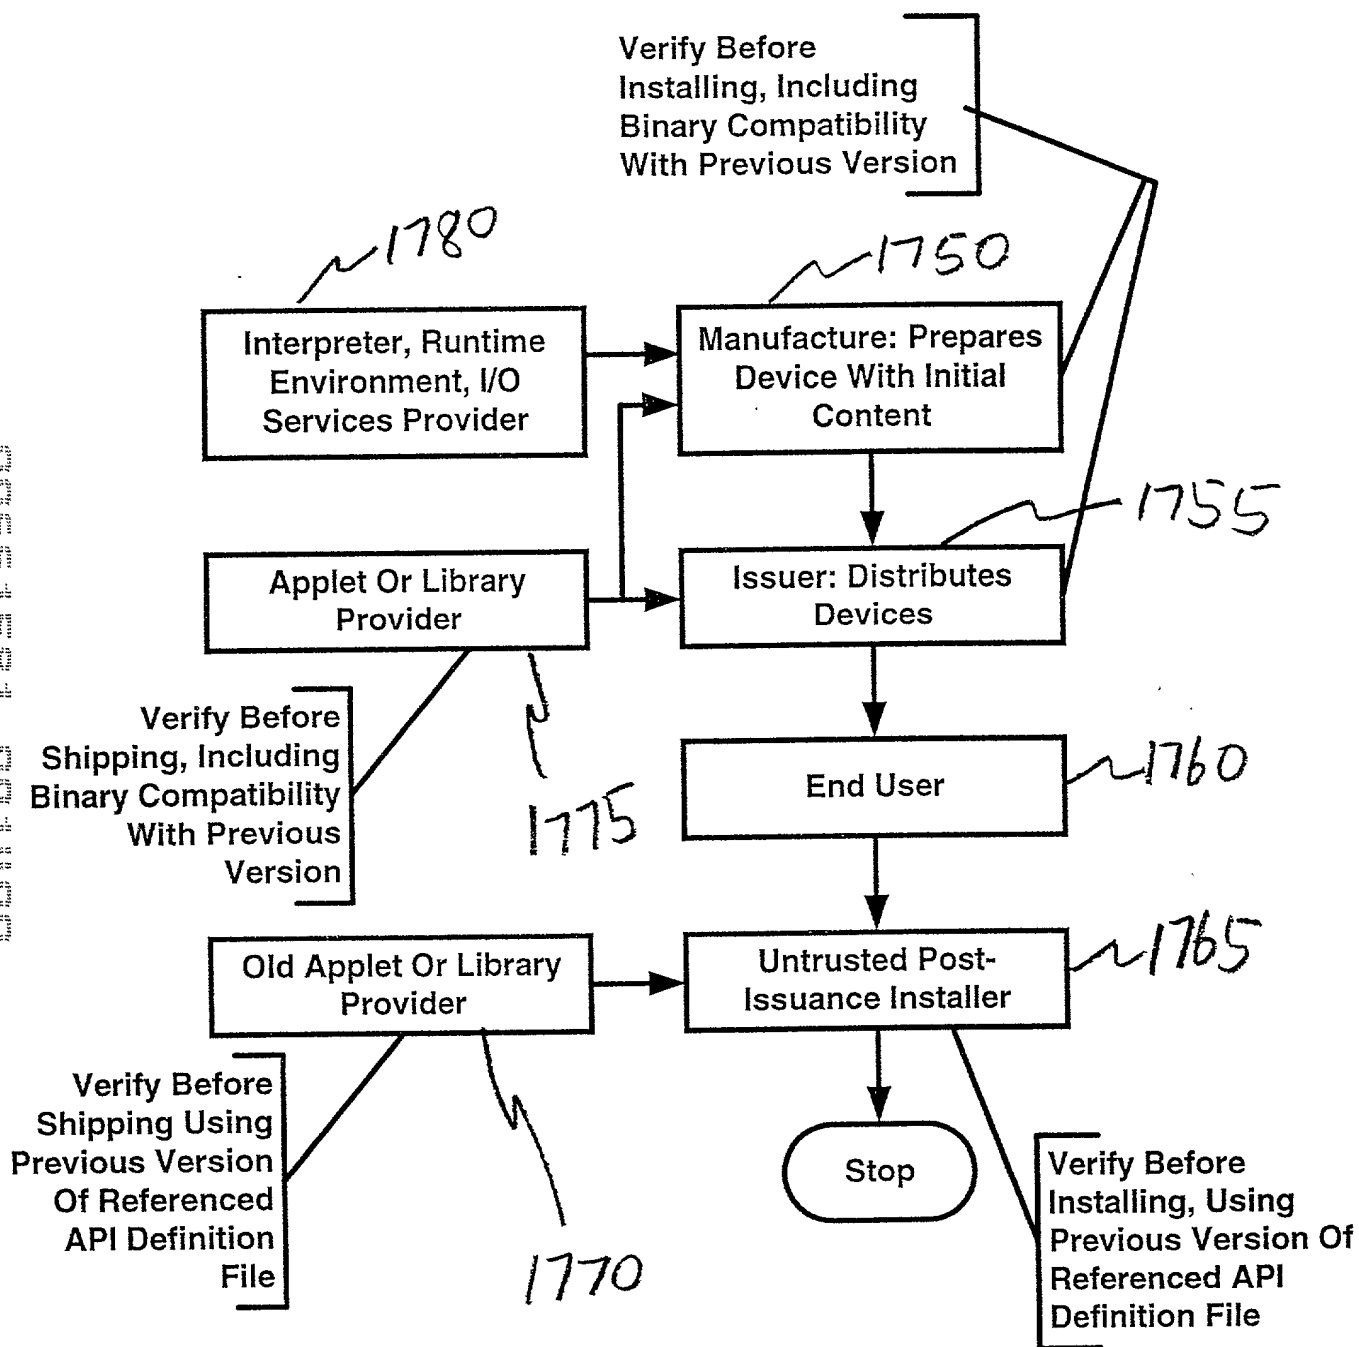 Verify Before
Installing, Including
Binary Compatibility
With Previous Version
1780
1750
Interpreter, Runtime
Environment, I/O
Services Provider
Manufacture: Prepares
Device With Initial
Content
1755
Applet Or Library
Provider
Issuer: Distributes
Devices
Verify Before
Shipping, Including
Binary Compatibility
With Previous
Version
1775
End User
1760
Old Applet Or Library
Provider
Untrusted Post-
Issuance Installer
1765
Verify Before
Shipping Using
Previous Version
Of Referenced
API Definition
File
1770
Stop
Verify Before
Installing, Using
Previous Version Of
Referenced API
Definition File